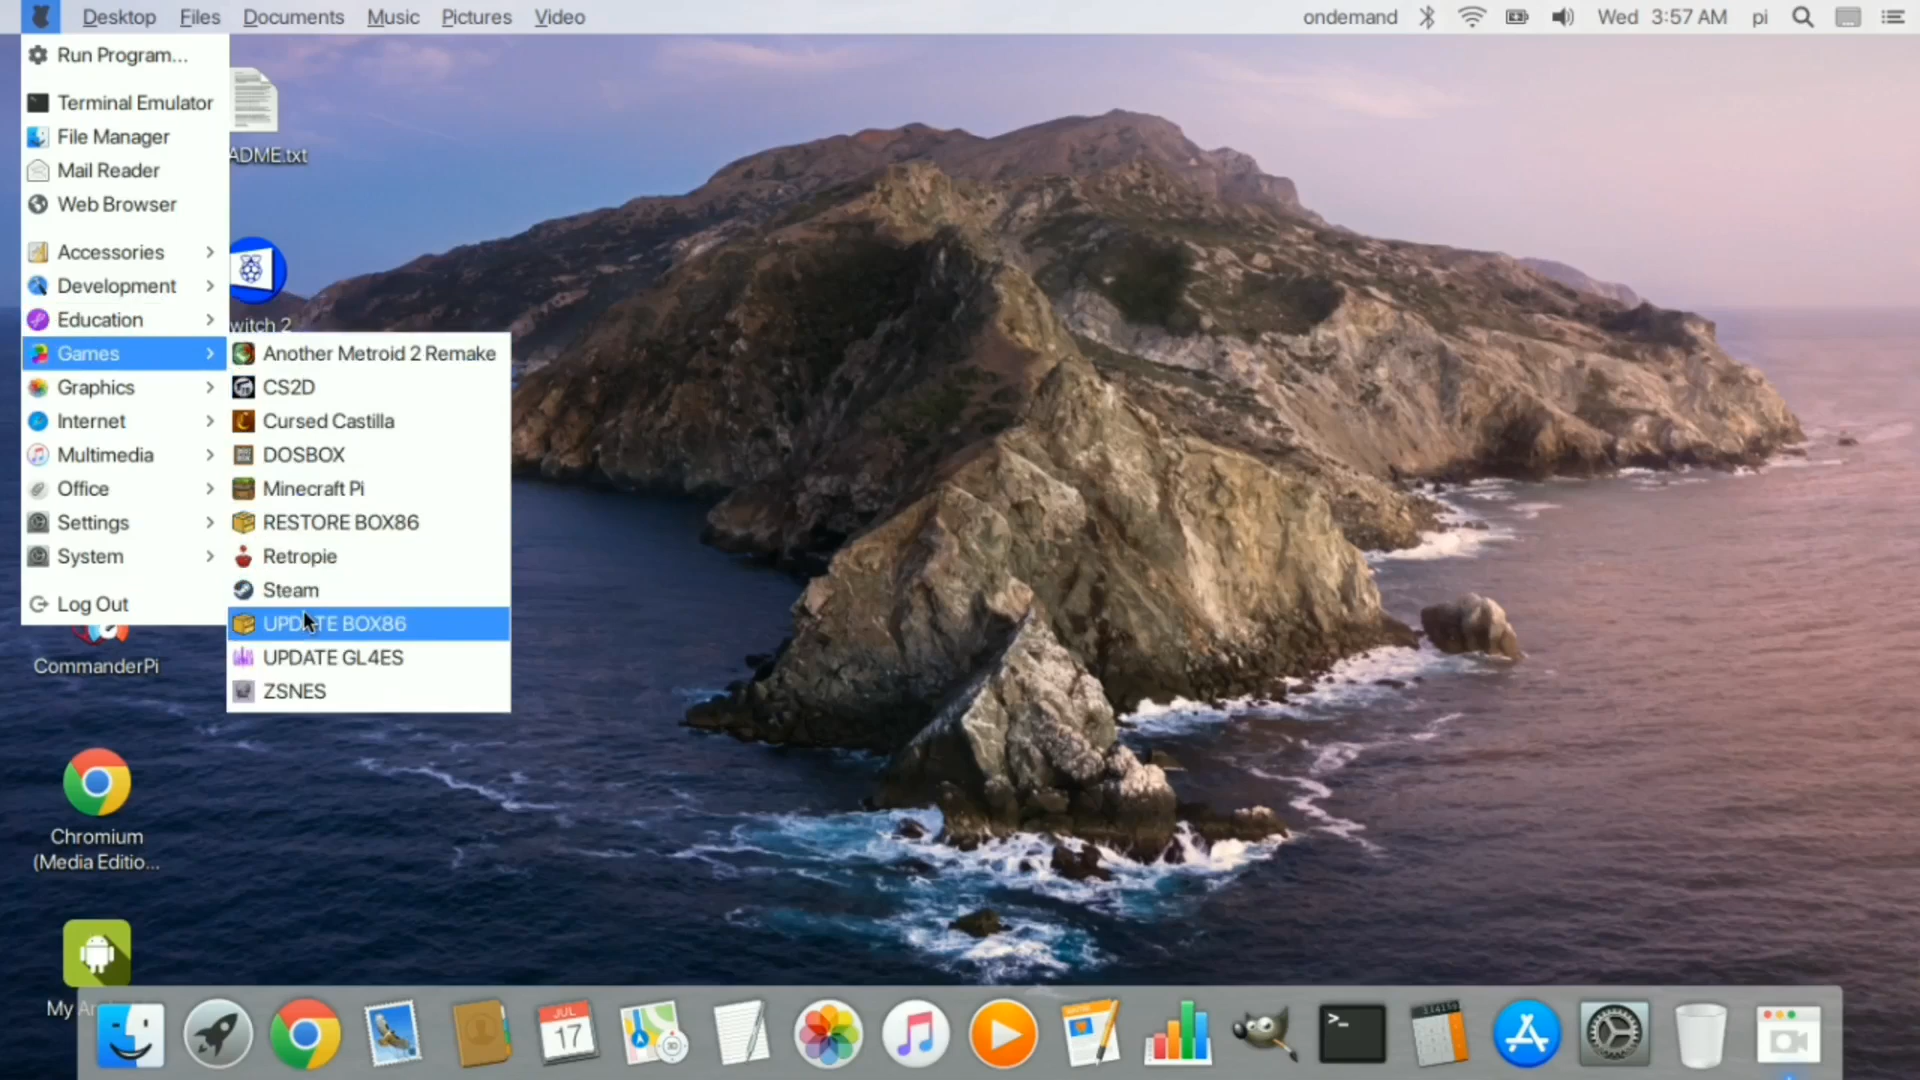 Desktop Files Documents Music Pictures Video
ondemand Wed 3:57 AM pi
Run Program...
Terminal Emulator
File Manager
Mail Reader
Web Browser
Accessories
Development
Education
Games
Graphics
Internet
Multimedia
Office
Settings
System
Log Out
ADME.txt
witch 2
Another Metroid 2 Remake
CS2D
Cursed Castilla
DOSBOX
Minecraft Pi
RESTORE BOX86
Retropie
Steam
UPDATE BOX86
UPDATE GL4ES
ZSNES
CommanderPi
Chromium
(Media Editio...
My A
JUL
17
3D
>_